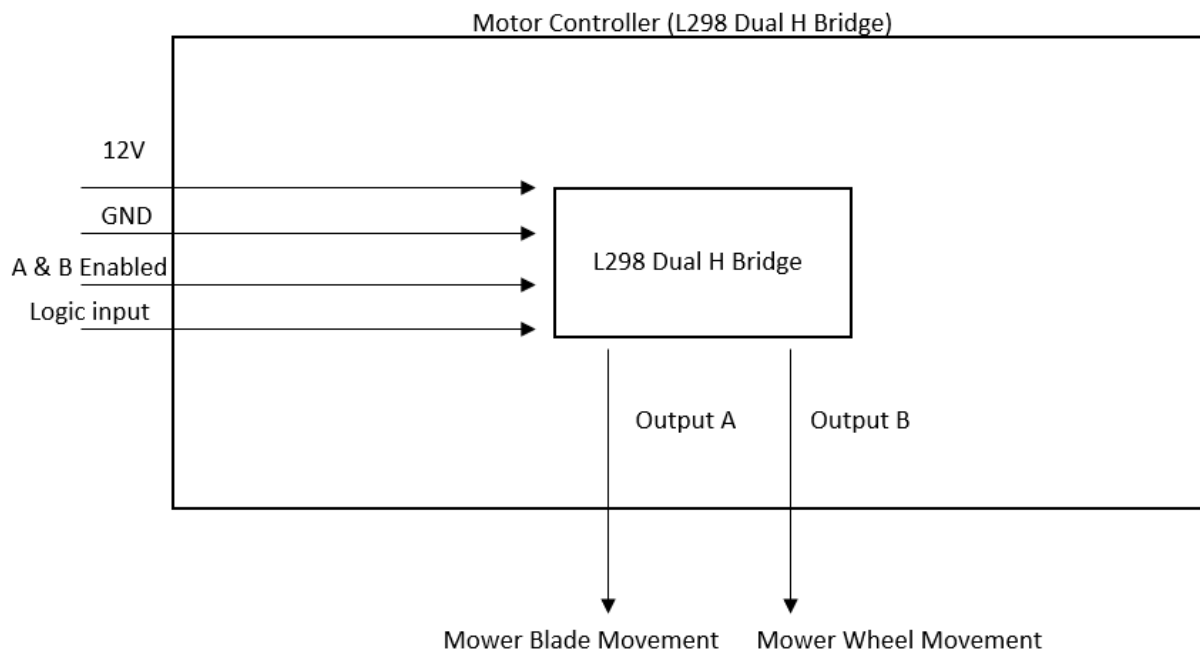 Motor Controller (L298 Dual H Bridge)
12V
GND
A & B Enabled
Logic input
L298 Dual H Bridge
Output A
Output B
Mower Blade Movement
Mower Wheel Movement